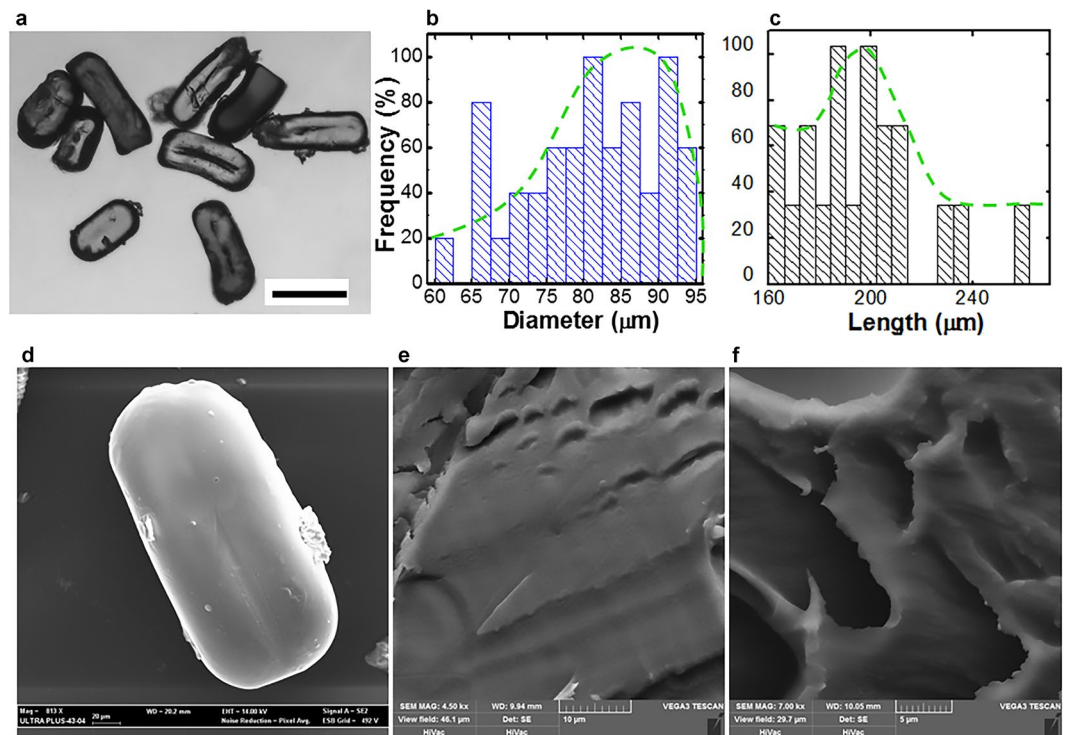 a
b
c
100
80
60
40
20
0
Frequency (%)
60 65 70 75 80 85 90 95
Diameter (μm)
100
80
60
40
20
0
160 200 240
Length (μm)
d
e
f
Mag = 813 X
WD = 20.2 mm
EHT = 14.00 kV
Signal A = SE2
ULTRA PLUS-43-04
20 μm
Noise Reduction = Pixel Avg.
ESB Grid = 492 V
SEM MAG: 4.50 kx
WD: 9.94 mm
VEGA3 TESCAN
View field: 46.1 μm
Det: SE
10 μm
HiVac
HiVac
SEM MAG: 7.00 kx
WD: 10.05 mm
VEGA3 TESCAN
View field: 29.7 μm
Det: SE
5 μm
HiVac
HiVac